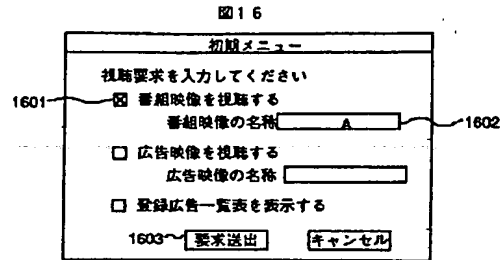 図16
初期メニュー
視聴要求を入力してください
1601 ☒ 番組映像を視聴する
番組映像の名称 A 1602
☐ 広告映像を視聴する
広告映像の名称
☐ 登録広告一覧表を表示する
1603 要求送出 キャンセル